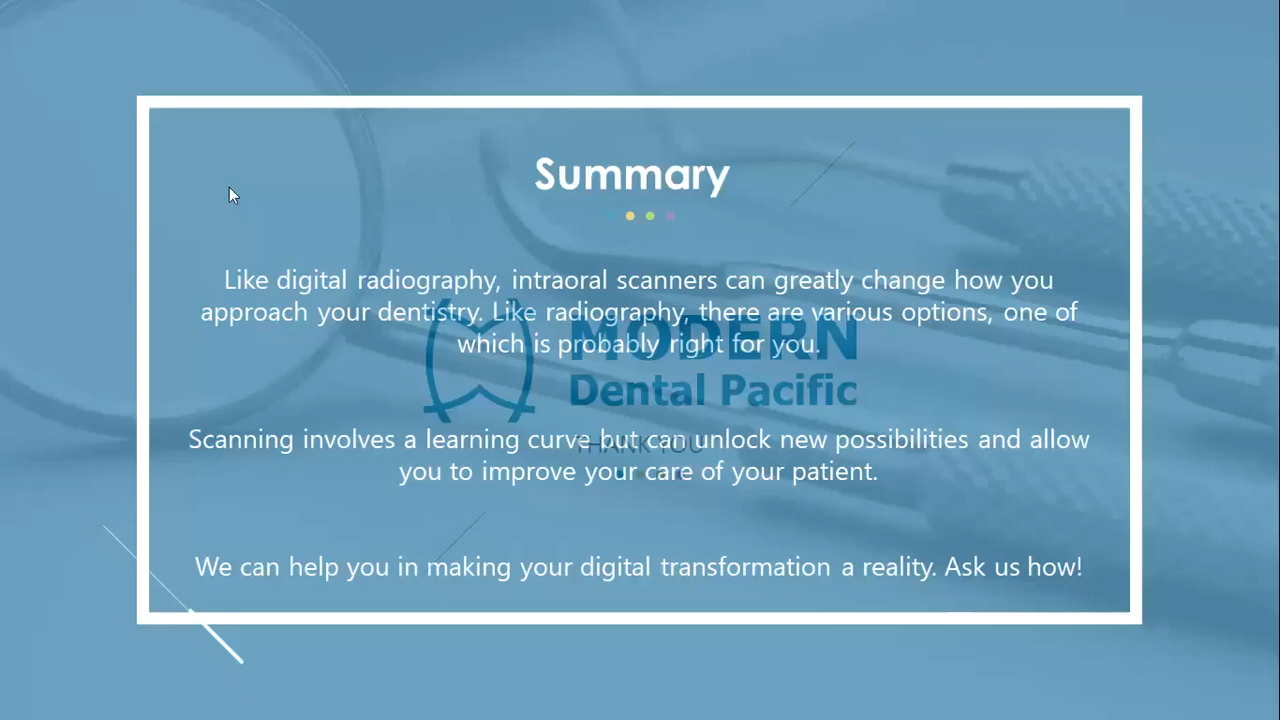 Summary
Like digital radiography, intraoral scanners can greatly change how you
approach your dentistry. Like radiography, there are various options, one of
which is probably right for you.
MODERN
Dental Pacific
Scanning involves a learning curve but can unlock new possibilities and allow
THANK YOU
you to improve your care of your patient.
We can help you in making your digital transformation a reality. Ask us how!